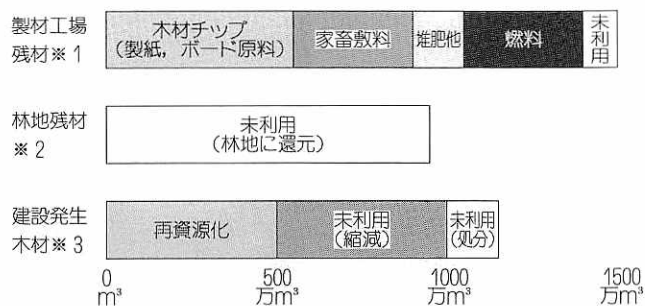 製材工場
残材※1
木材チップ
(製紙,ボード原料)
家畜敷料
堆肥他
燃料
未
利
用
林地残材
※2
未利用
(林地に還元)
建設発生
木材※3
再資源化
未利用
(縮減)
未利用
(処分)
0
m³
500
万m³
1000
万m³
1500
万m³